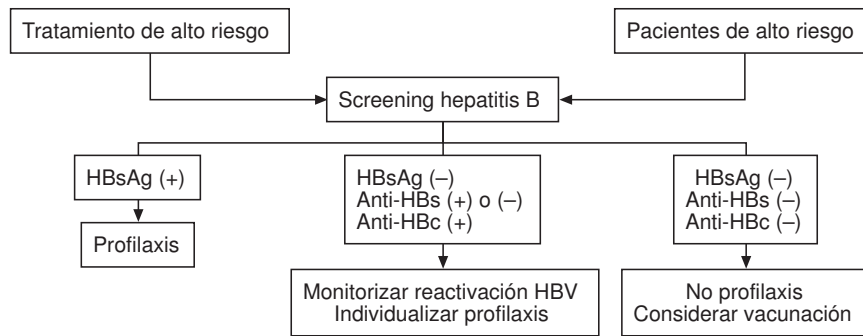 Tratamiento de alto riesgo
Pacientes de alto riesgo
Screening hepatitis B
HBsAg (+)
HBsAg (–)
Anti-HBs (+) o (–)
Anti-HBc (+)
HBsAg (–)
Anti-HBs (–)
Anti-HBc (–)
Profilaxis
Monitorizar reactivación HBV
Individualizar profilaxis
No profilaxis
Considerar vacunación